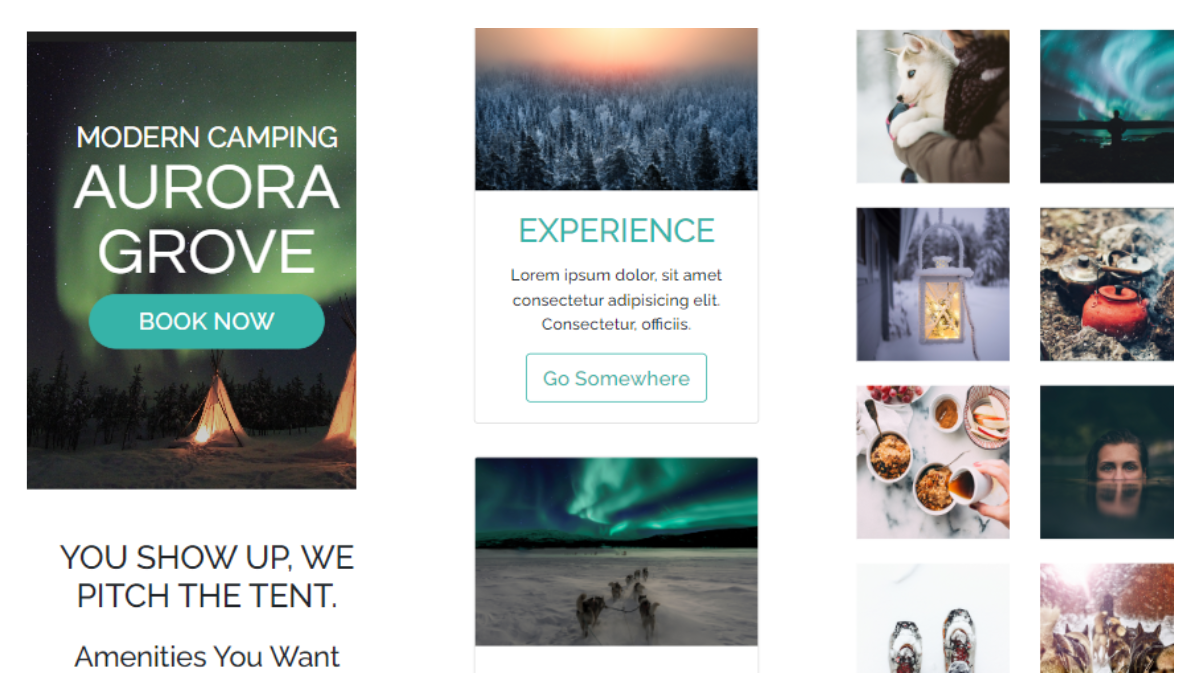 MODERN CAMPING
AURORA
GROVE
BOOK NOW
YOU SHOW UP, WE
PITCH THE TENT.
Amenities You Want
EXPERIENCE
Lorem ipsum dolor, sit amet
consectetur adipisicing elit.
Consectetur, officiis.
Go Somewhere